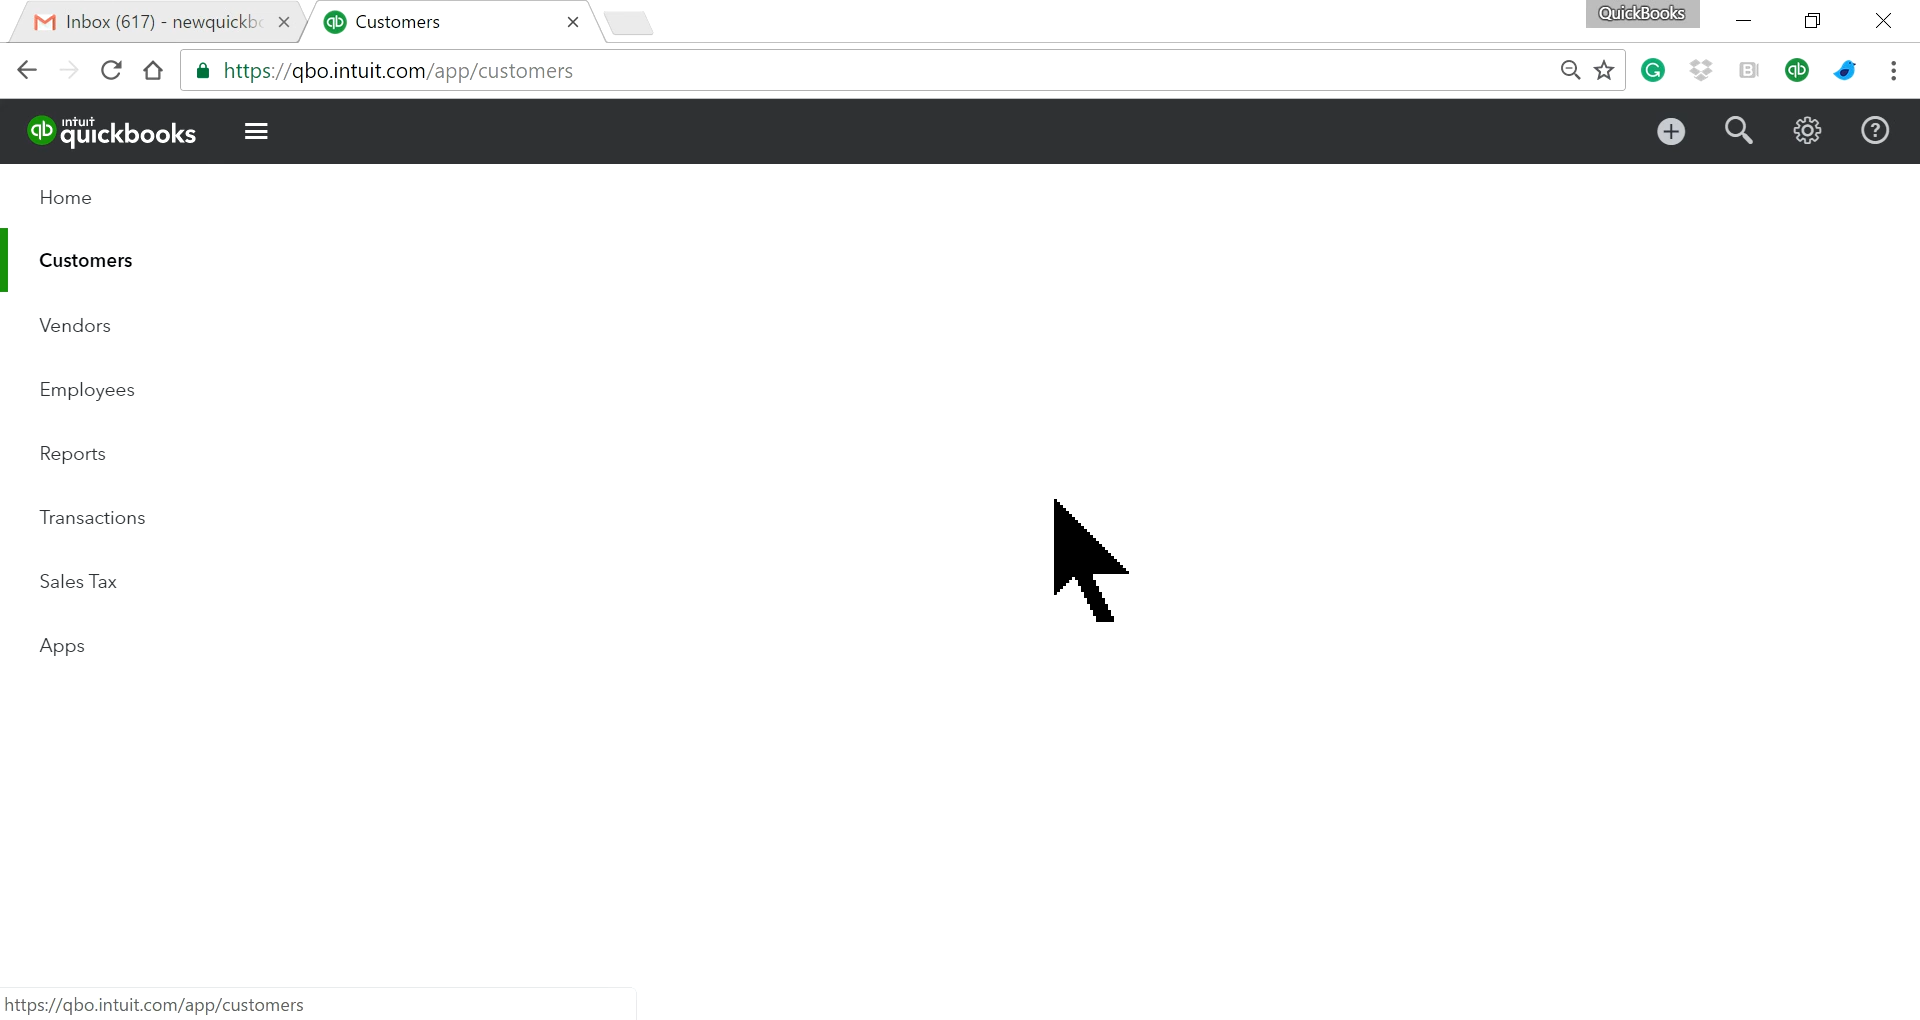 Inbox (617) - newquickbo
Customers
QuickBooks
https://qbo.intuit.com/app/customers
intuit
quickbooks
Home
Customers
Vendors
Employees
Reports
Transactions
Sales Tax
Apps
https://qbo.intuit.com/app/customers